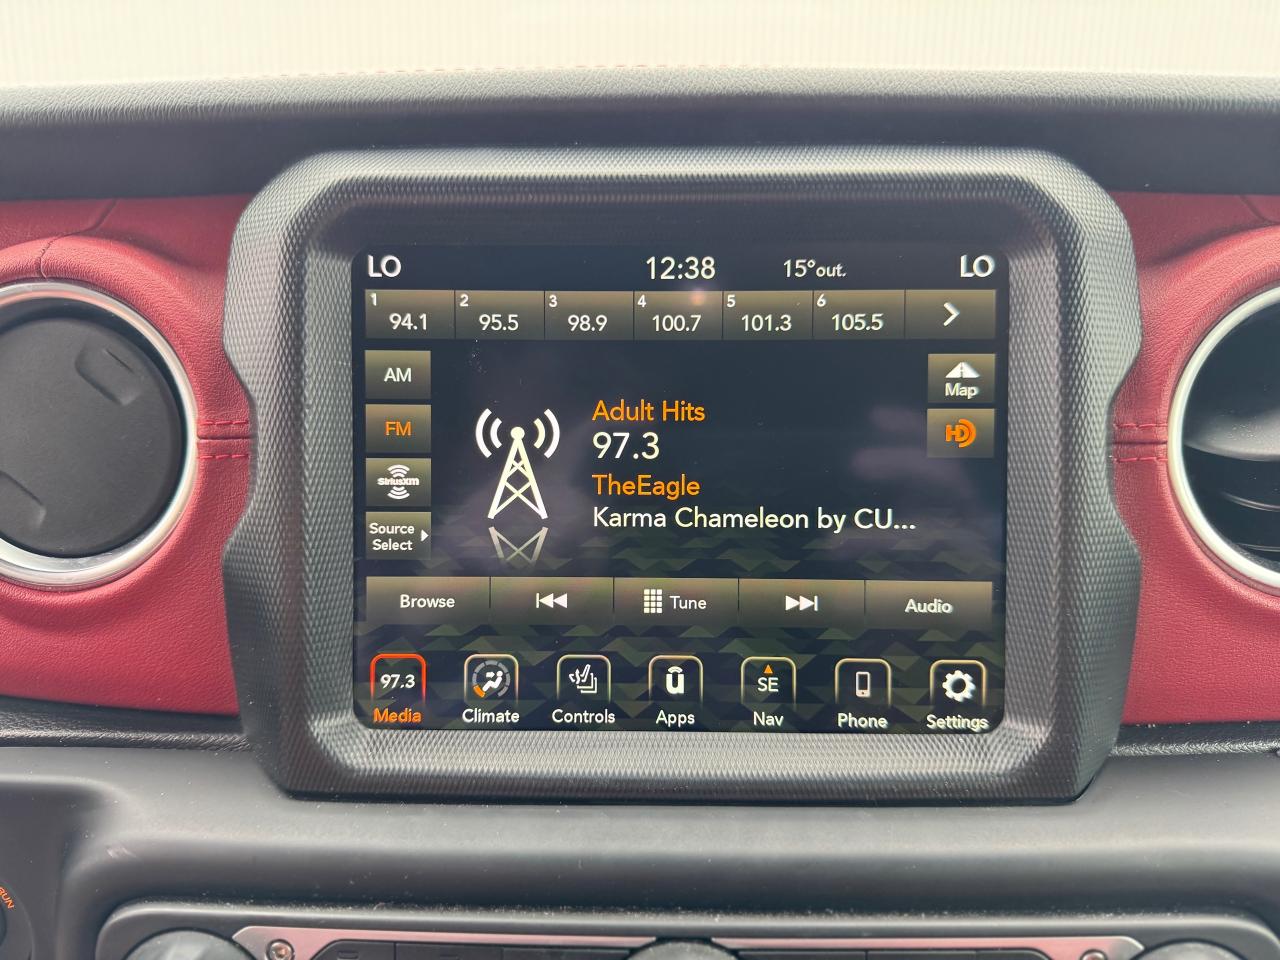 LO 12:38 15°out. LO
1 94.1 2 95.5 3 98.9 4 100.7 5 101.3 6 105.5
AM
Map
FM
HD
SiriusXM
Source
Select
Adult Hits
97.3
TheEagle
Karma Chameleon by CU...
Browse Tune Audio
97.3 SE
Media Climate Controls Apps Nav Phone Settings
RUN